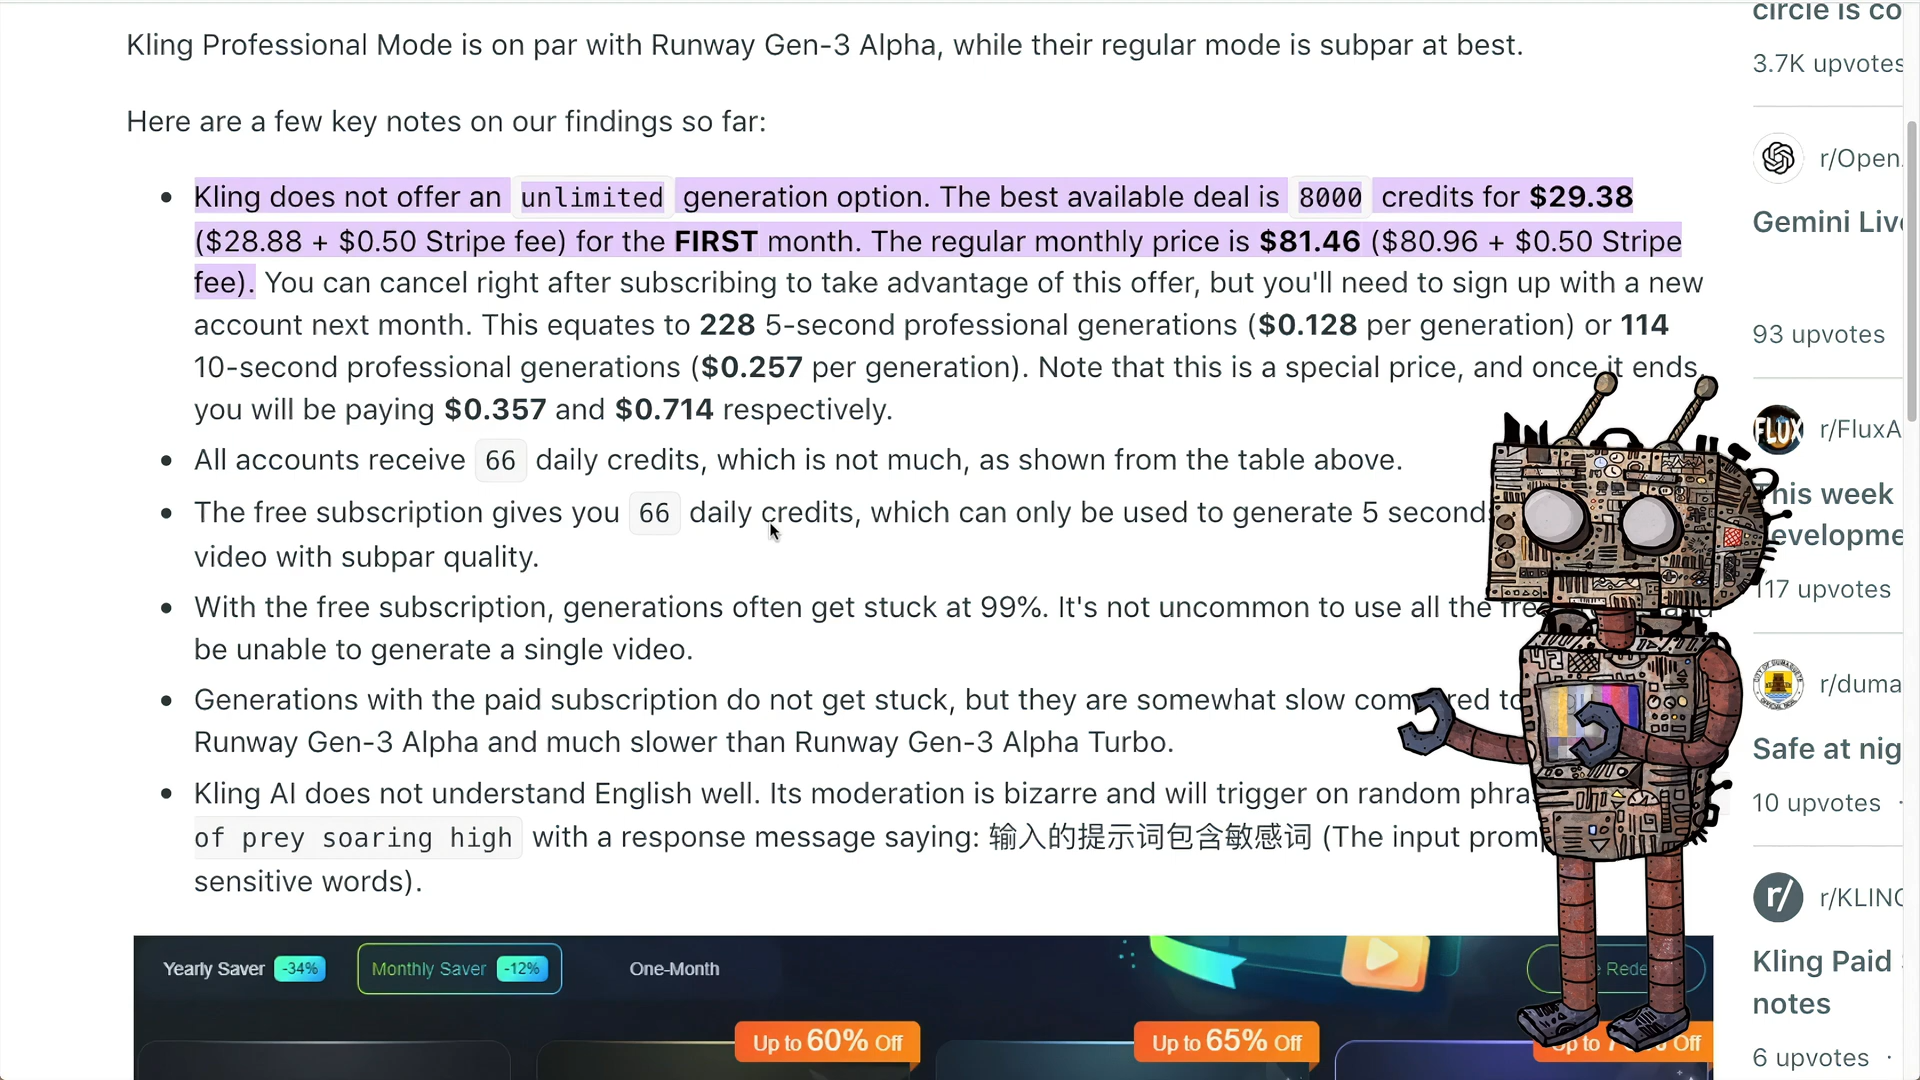 Kling Professional Mode is on par with Runway Gen-3 Alpha, while their regular mode is subpar at best.
Here are a few key notes on our findings so far:
Kling does not offer an unlimited generation option. The best available deal is 8000 credits for $29.38
($28.88 + $0.50 Stripe fee) for the FIRST month. The regular monthly price is $81.46 ($80.96 + $0.50 Stripe
fee). You can cancel right after subscribing to take advantage of this offer, but you'll need to sign up with a new
account next month. This equates to 228 5-second professional generations ($0.128 per generation) or 114
10-second professional generations ($0.257 per generation). Note that this is a special price, and once it ends,
you will be paying $0.357 and $0.714 respectively.
All accounts receive 66 daily credits, which is not much, as shown from the table above.
The free subscription gives you 66 daily credits, which can only be used to generate 5 seconds
video with subpar quality.
With the free subscription, generations often get stuck at 99%. It's not uncommon to use all the
be unable to generate a single video.
Generations with the paid subscription do not get stuck, but they are somewhat slow compared to
Runway Gen-3 Alpha and much slower than Runway Gen-3 Alpha Turbo.
Kling AI does not understand English well. Its moderation is bizarre and will trigger on random
of prey soaring high with a response message saying: 输入的提示词包含敏感词 (The input
sensitive words).
Yearly Saver -34% Monthly Saver -12% One-Month
Up to 60% Off Up to 65% Off Off
circle is co
3.7K upvotes
r/Open
Gemini Liv
93 upvotes
FLUX r/FluxA
This week
developme
117 upvotes
r/duma
Safe at nig
10 upvotes ·
r/ r/KLING
Kling Paid
notes
6 upvotes ·
42